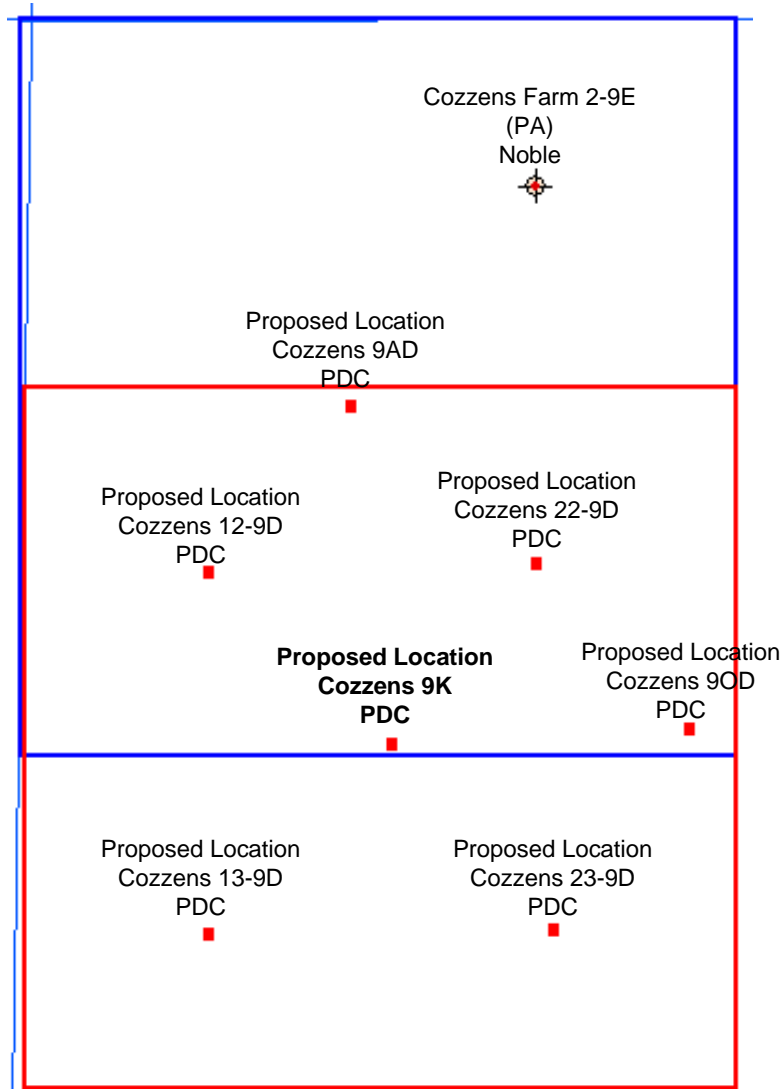 Cozzens Farm 2-9E
(PA)
Noble
Proposed Location
Cozzens 9AD
PDC
Proposed Location
Cozzens 12-9D
PDC
Proposed Location
Cozzens 22-9D
PDC
Proposed Location
Cozzens 9K
PDC
Proposed Location
Cozzens 9OD
PDC
Proposed Location
Cozzens 13-9D
PDC
Proposed Location
Cozzens 23-9D
PDC